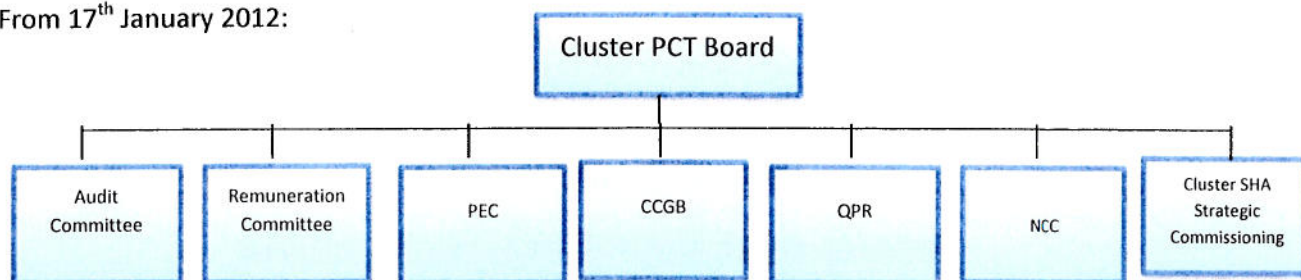 From 17th January 2012:
Cluster PCT Board
Audit
Committee
Remuneration
Committee
PEC
CCGB
QPR
NCC
Cluster SHA
Strategic
Commissioning